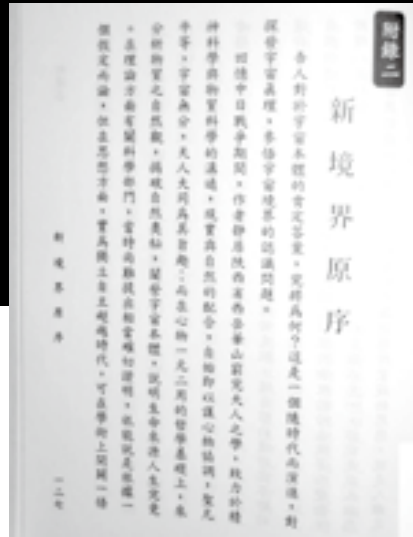 附錄二
新境界原序
吾人對於宇宙本體的肯定答案，究將為何？這是一個隨時代而演進，對
探發宇宙真理，參悟宇宙境界的認識問題。
回憶中日戰爭期間，作者靜居陝西省西岳華山窮究天人之學，致力於精
神科學與物質科學的溝通，現實與自然的配合，自始即以讓心物協調，聖凡
平等，宇宙無分，天人大同為其旨趣；而在心物一元二用的哲學基礎上，來
分析物質之自然觀，揭破自然奧秘，闡發宇宙本體，說明生命來源人生究竟
。在理論方面有關科學部門，當時尚難提出相當確切證明，祇能說是依據一
個假定而論，但在思想方面，實為獨立自主超越時代，可在學術上開闢一條
新境界原序
一二七